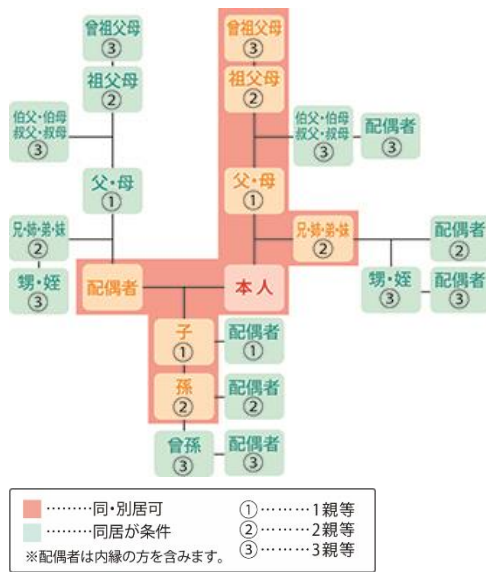 曾祖父母
③
曾祖父母
③
祖父母
②
祖父母
②
伯父・伯母
叔父・叔母
③
伯父・伯母
叔父・叔母
③
配偶者
③
父・母
①
父・母
①
兄・姉・弟・妹
②
兄・姉・弟・妹
②
配偶者
②
甥・姪
③
配偶者
本人
甥・姪
③
配偶者
③
子
①
配偶者
①
孫
②
配偶者
②
曾孫
③
配偶者
③
………同・別居可
………同居が条件
※配偶者は内縁の方を含みます。
①………1親等
②………2親等
③………3親等